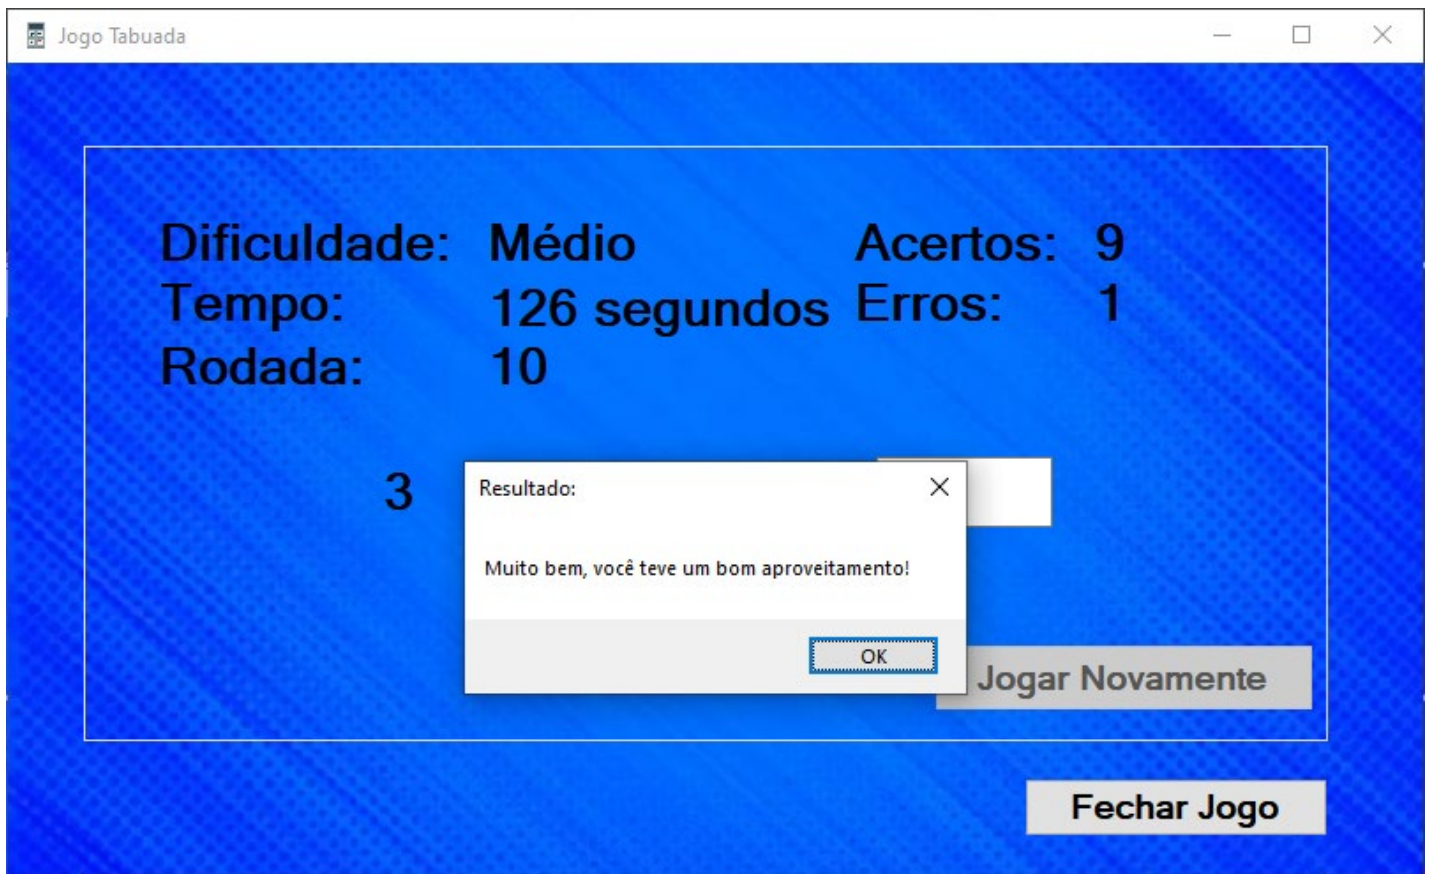 Jogo Tabuada
Dificuldade: Médio Acertos: 9
Tempo: 126 segundos Erros: 1
Rodada: 10
3
Resultado:
Muito bem, você teve um bom aproveitamento!
OK
Jogar Novamente
Fechar Jogo